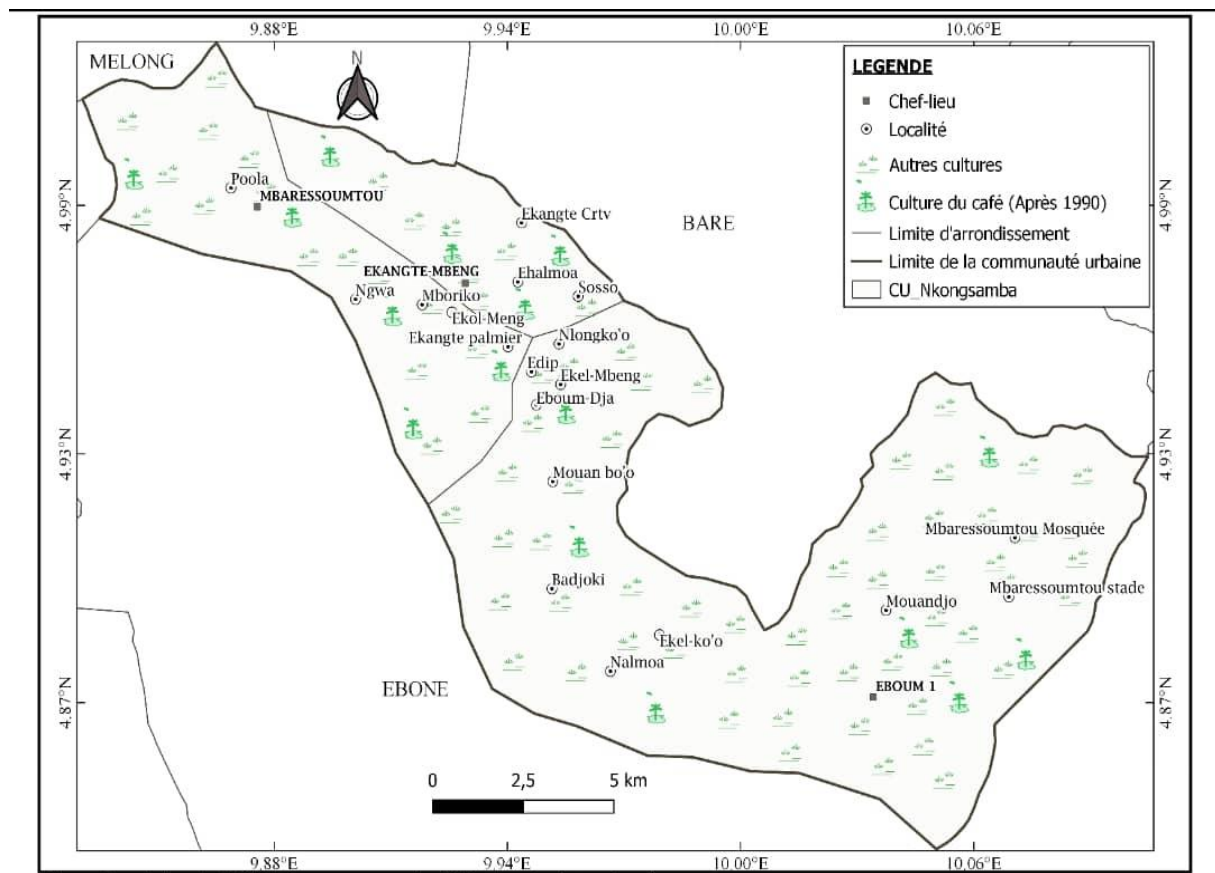 9.88°E 9.94°E 10.00°E 10.06°E
MELONG
N
LEGENDE
Chef-lieu
Localité
Autres cultures
Culture du café (Après 1990)
Limite d'arrondissement
Limite de la communauté urbaine
CU_Nkongsamba
4.99°N
4.99°N
Poola
MBARESSOUMTOU
Ekangte Crtv
BARE
EKANGTE-MBENG
Ehalmoa
Ngwa
Mboriko
Sosso
Ekol-Meng
Ekangte palmier
Nlongko'o
Edip
Ekel-Mbeng
Eboum-Dja
4.93°N
4.93°N
Mouan bo'o
Mbaressoumtou Mosquée
Badjoki
Mbaressoumtou stade
Mouandjo
Ekel-ko'o
Nalmoa
EBONE
EBOUM 1
4.87°N
4.87°N
0 2,5 5 km
9.88°E 9.94°E 10.00°E 10.06°E